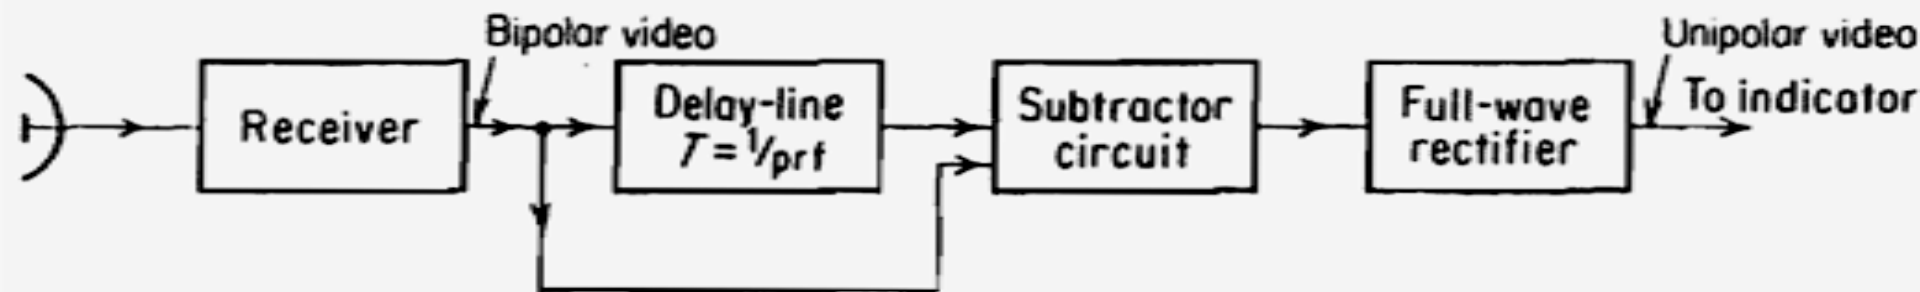 Bipolar video
Unipolar video
To indicator
Receiver
Delay-line
T = 1/prf
Subtractor
circuit
Full-wave
rectifier